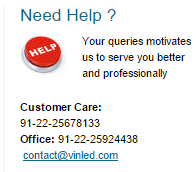 Need Help ?
HELP
Your queries motivates
us to serve you better
and professionally
Customer Care:
91-22-25678133
Office: 91-22-25924438
contact@vinled.com